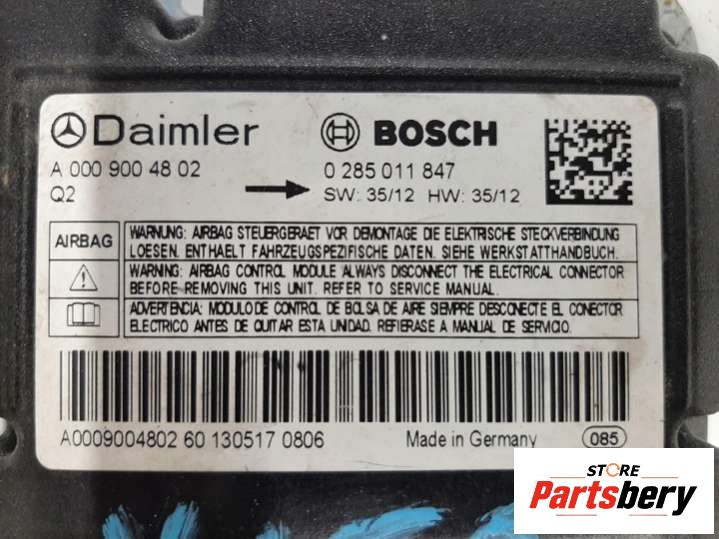 Daimler BOSCH
A 000 900 48 02 0 285 011 847
Q2 SW: 35/12 HW: 35/12
AIRBAG
WARNUNG: AIRBAG STEUERGERAET VOR DEMONTAGE DIE ELEKTRISCHE STECKVERBINDUNG
LOESEN. ENTHAELT FAHRZEUGSPEZIFISCHE DATEN. SIEHE WERKSTATTHANDBUCH.
WARNING: AIRBAG CONTROL MODULE ALWAYS DISCONNECT THE ELECTRICAL CONNECTOR
BEFORE REMOVING THIS UNIT. REFER TO SERVICE MANUAL.
ADVERTENCIA: MODULO DE CONTROL DE BOLSA DE AIRE SIEMPRE DESCONECTE EL CONECTOR
ELECTRICO ANTES DE QUITAR ESTA UNIDAD. REFIERASE A MANUAL DE SERVICIO.
A0009004802 60 130517 0806 Made in Germany 085
STORE
Partsbery